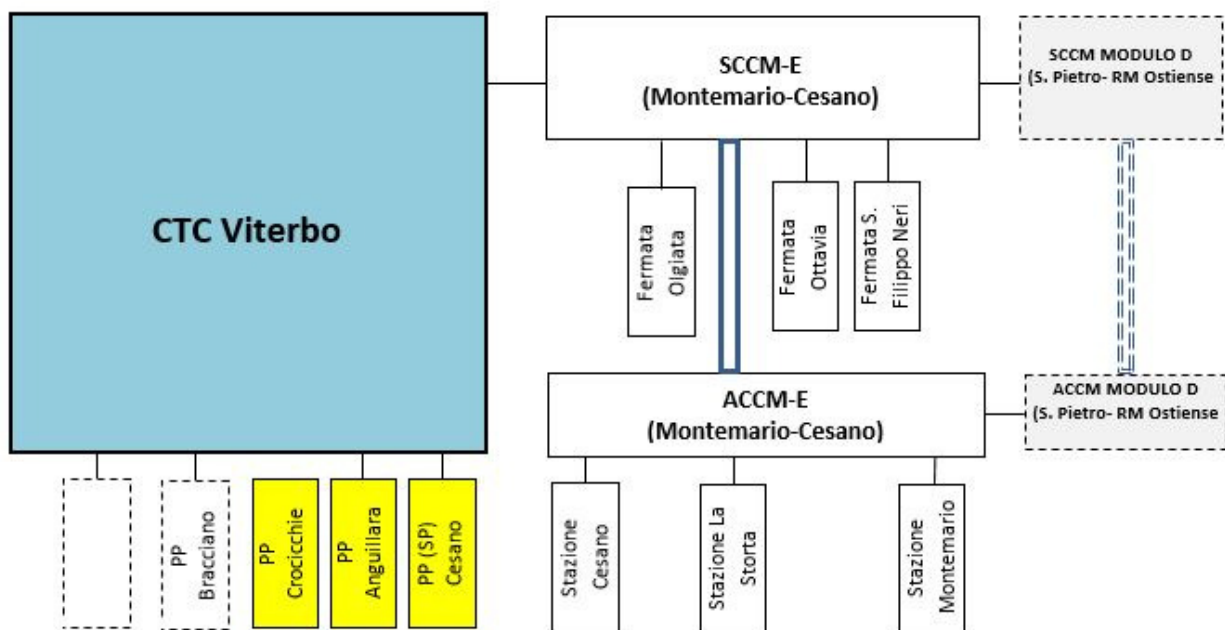 SCCM-E
(Montemario-Cesano)
SCCM MODULO D
(S. Pietro- RM Ostiense
CTC Viterbo
Fermata
Olgiata
Fermata
Ottavia
Fermata S.
Filippo Neri
ACCM-E
(Montemario-Cesano)
ACCM MODULO D
(S. Pietro- RM Ostiense
PP
Bracciano
PP
Crocicchie
PP
Anguillara
PP (SP)
Cesano
Stazione
Cesano
Stazione La
Storta
Stazione
Montemario